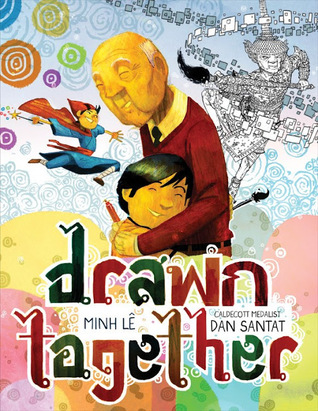 drawn
MINH LÊ
CALDECOTT MEDALIST
DAN SANTAT
together